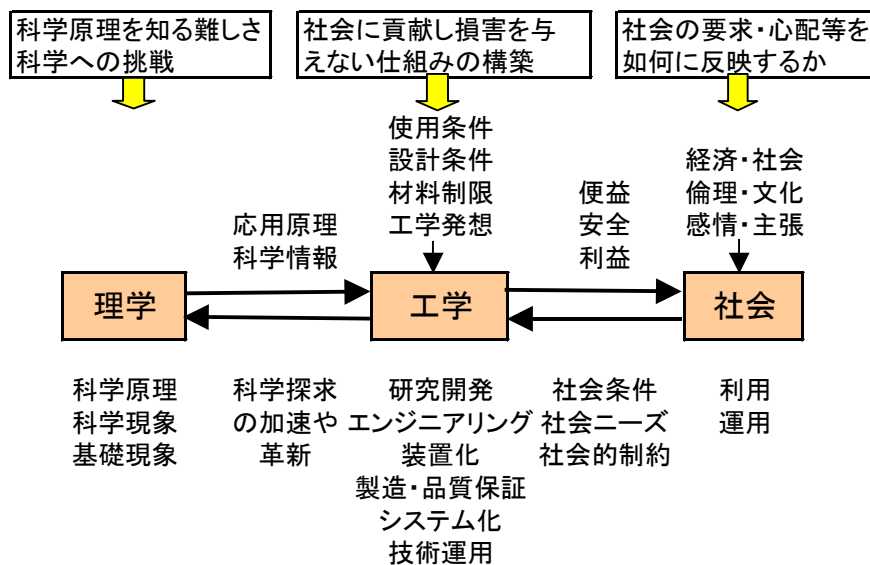 科学原理を知る難しさ
科学への挑戦
社会に貢献し損害を与
えない仕組みの構築
社会の要求・心配等を
如何に反映するか
使用条件
設計条件
材料制限
工学発想
経済・社会
倫理・文化
感情・主張
応用原理
科学情報
便益
安全
利益
理学
工学
社会
科学原理
科学現象
基礎現象
科学探求
の加速や
革新
研究開発
エンジニアリング
装置化
製造・品質保証
システム化
技術運用
社会条件
社会ニーズ
社会的制約
利用
運用